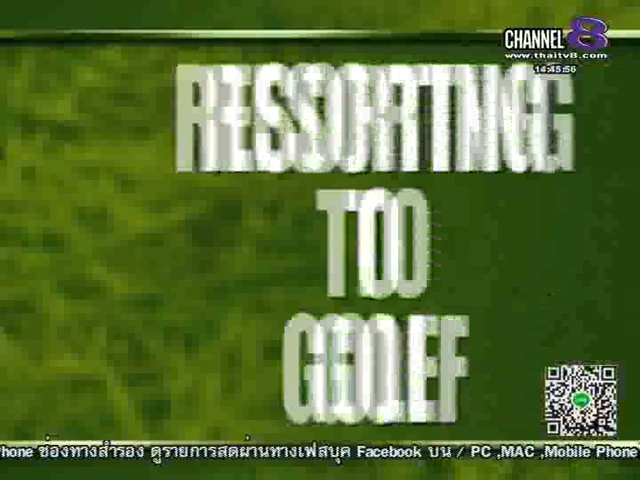 CHANNEL 8
www.thaitv8.com
14:45:56
RESORTING
TO
GOLF
Phone ช่องทางสำรอง ดูรายการสดผ่านทางเฟสบุค Facebook บน / PC ,MAC ,Mobile Phone